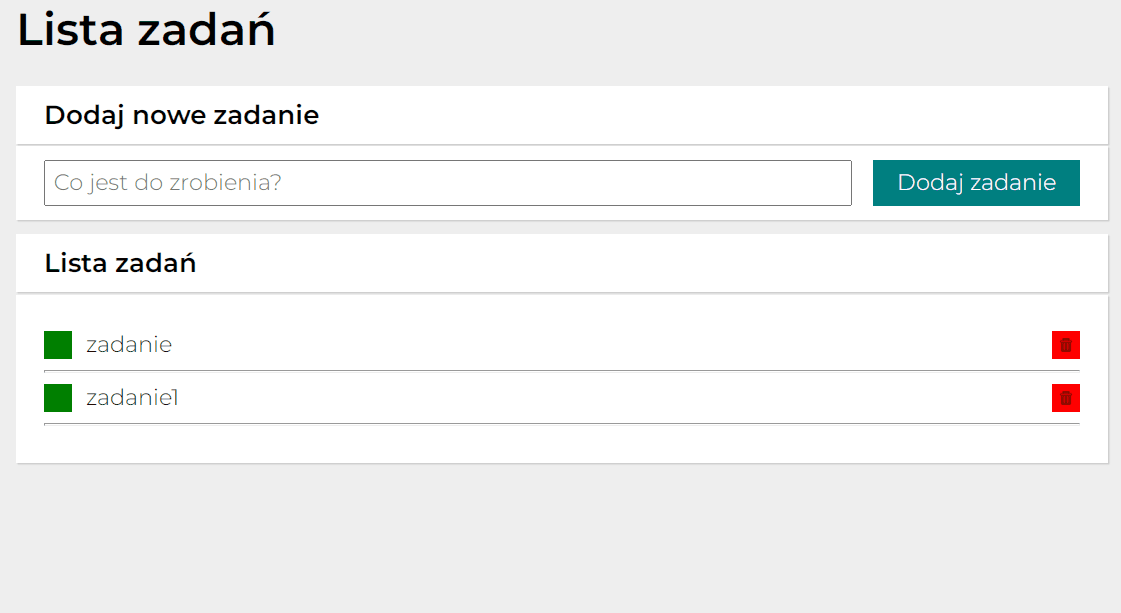 Lista zadań
Dodaj nowe zadanie
Co jest do zrobienia?
Dodaj zadanie
Lista zadań
zadanie
zadanie1